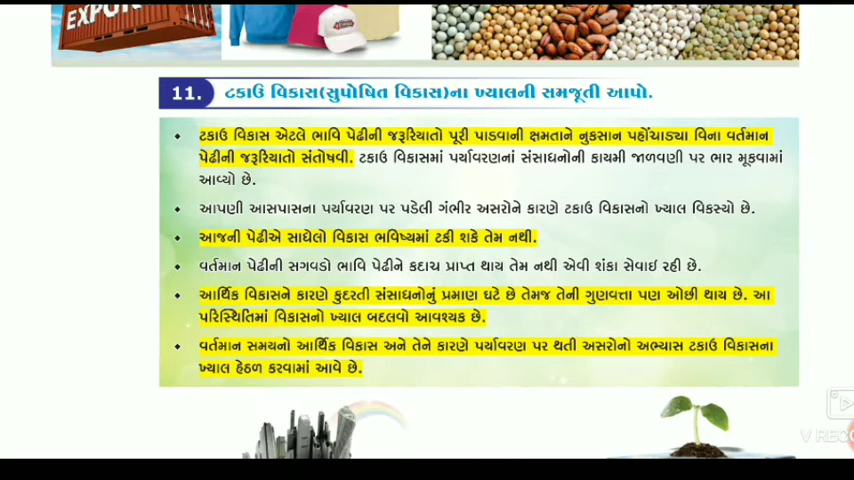 EXPOR
11. ટકાઉ વિકાસ(સુપોષિત વિકાસ)ના ખ્યાલની સમજૂતી આપો.
• ટકાઉ વિકાસ એટલે ભાવિ પેઢીની જરૂરિયાતો પૂરી પાડવાની ક્ષમતાને નુકસાન પહોંચાડ્યા વિના વર્તમાન
પેઢીની જરૂરિયાતો સંતોષવી. ટકાઉ વિકાસમાં પર્યાવરણનાં સંસાધનોની કાયમી જાળવણી પર ભાર મૂકવામાં
આવ્યો છે.
• આપણી આસપાસના પર્યાવરણ પર પડેલી ગંભીર અસરોને કારણે ટકાઉ વિકાસનો ખ્યાલ વિકસ્યો છે.
• આજની પેઢીએ સાધેલો વિકાસ ભવિષ્યમાં ટકી શકે તેમ નથી.
• વર્તમાન પેઢીની સગવડો ભાવિ પેઢીને કદાચ પ્રાપ્ત થાય તેમ નથી એવી શંકા સેવાઈ રહી છે.
• આર્થિક વિકાસને કારણે કુદરતી સંસાધનોનું પ્રમાણ ઘટે છે તેમજ તેની ગુણવત્તા પણ ઓછી થાય છે. આ
પરિસ્થિતિમાં વિકાસનો ખ્યાલ બદલવો આવશ્યક છે.
• વર્તમાન સમયનો આર્થિક વિકાસ અને તેને કારણે પર્યાવરણ પર થતી અસરોનો અભ્યાસ ટકાઉ વિકાસના
ખ્યાલ હેઠળ કરવામાં આવે છે.
V REC